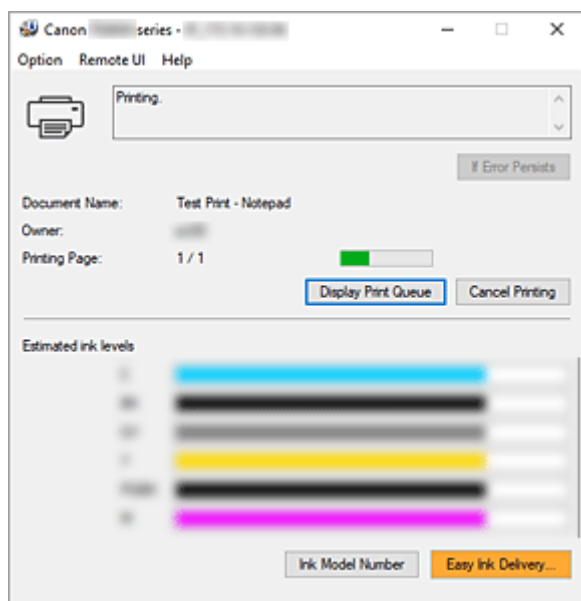 Canon series -
Option Remote UI Help
Printing.
If Error Persists
Document Name: Test Print - Notepad
Owner:
Printing Page: 1 / 1
Display Print Queue Cancel Printing
Estimated ink levels
Ink Model Number Easy Ink Delivery...